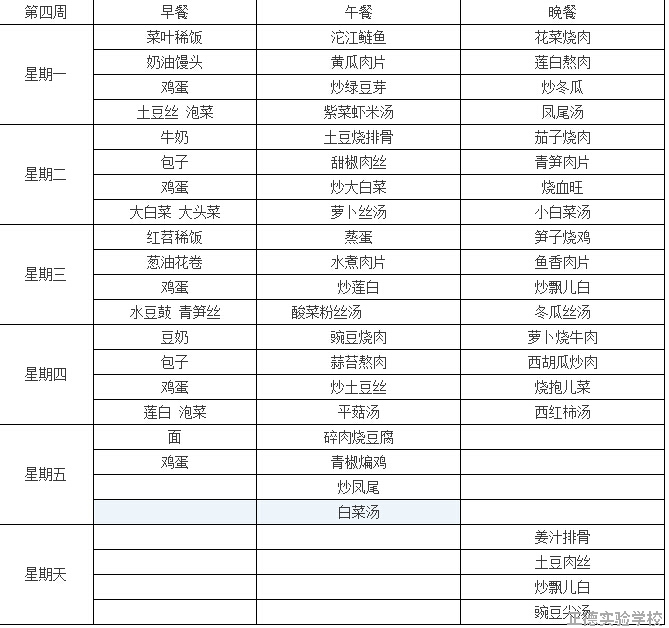 第四周 早餐 午餐 晚餐
菜叶稀饭 沱江鲢鱼 花菜烧肉
奶油馒头 黄瓜肉片 莲白熬肉
星期一
鸡蛋 炒绿豆芽 炒冬瓜
土豆丝 泡菜 紫菜虾米汤 凤尾汤
牛奶 土豆烧排骨 茄子烧肉
包子 甜椒肉丝 青笋肉片
星期二
鸡蛋 炒大白菜 烧血旺
大白菜 大头菜 萝卜丝汤 小白菜汤
红苕稀饭 蒸蛋 笋子烧鸡
葱油花卷 水煮肉片 鱼香肉片
星期三
鸡蛋 炒莲白 炒飘儿白
水豆鼓 青笋丝 酸菜粉丝汤 冬瓜丝汤
豆奶 豌豆烧肉 萝卜烧牛肉
包子 蒜苔熬肉 西胡瓜炒肉
星期四
鸡蛋 炒土豆丝 烧抱儿菜
莲白 泡菜 平菇汤 西红柿汤
面 碎肉烧豆腐
鸡蛋 青椒煸鸡
星期五
炒凤尾
白菜汤
姜汁排骨
土豆肉丝
星期天
炒飘儿白
豌豆尖汤
正德实验学校